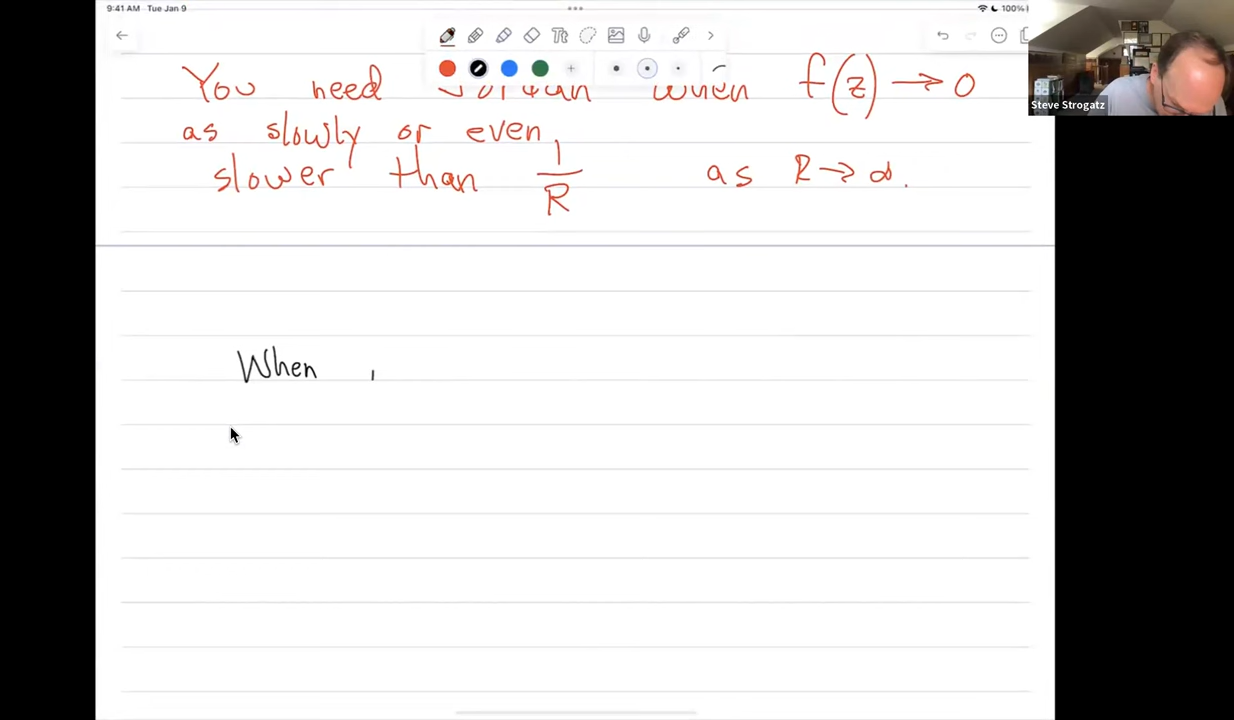 9:41 AM Tue Jan 9
100%
Tt
You need Jordan when f(z) → 0
as slowly or even
slower than 1/R as R → ∞.
Steve Strogatz
When